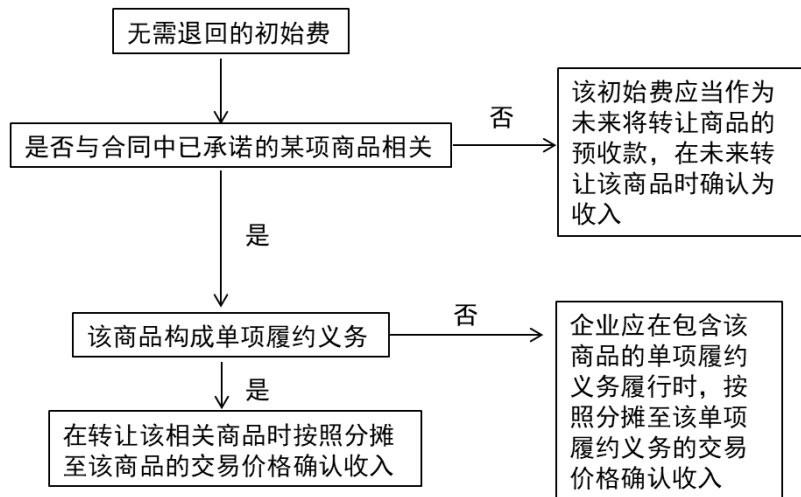 无需退回的初始费
是否与合同中已承诺的某项商品相关
否
该初始费应当作为
未来将转让商品的
预收款，在未来转
让该商品时确认为
收入
是
该商品构成单项履约义务
否
企业应在包含该
商品的单项履约
义务履行时，按
照分摊至该单项
履约义务的交易
价格确认收入
是
在转让该相关商品时按照分摊
至该商品的交易价格确认收入